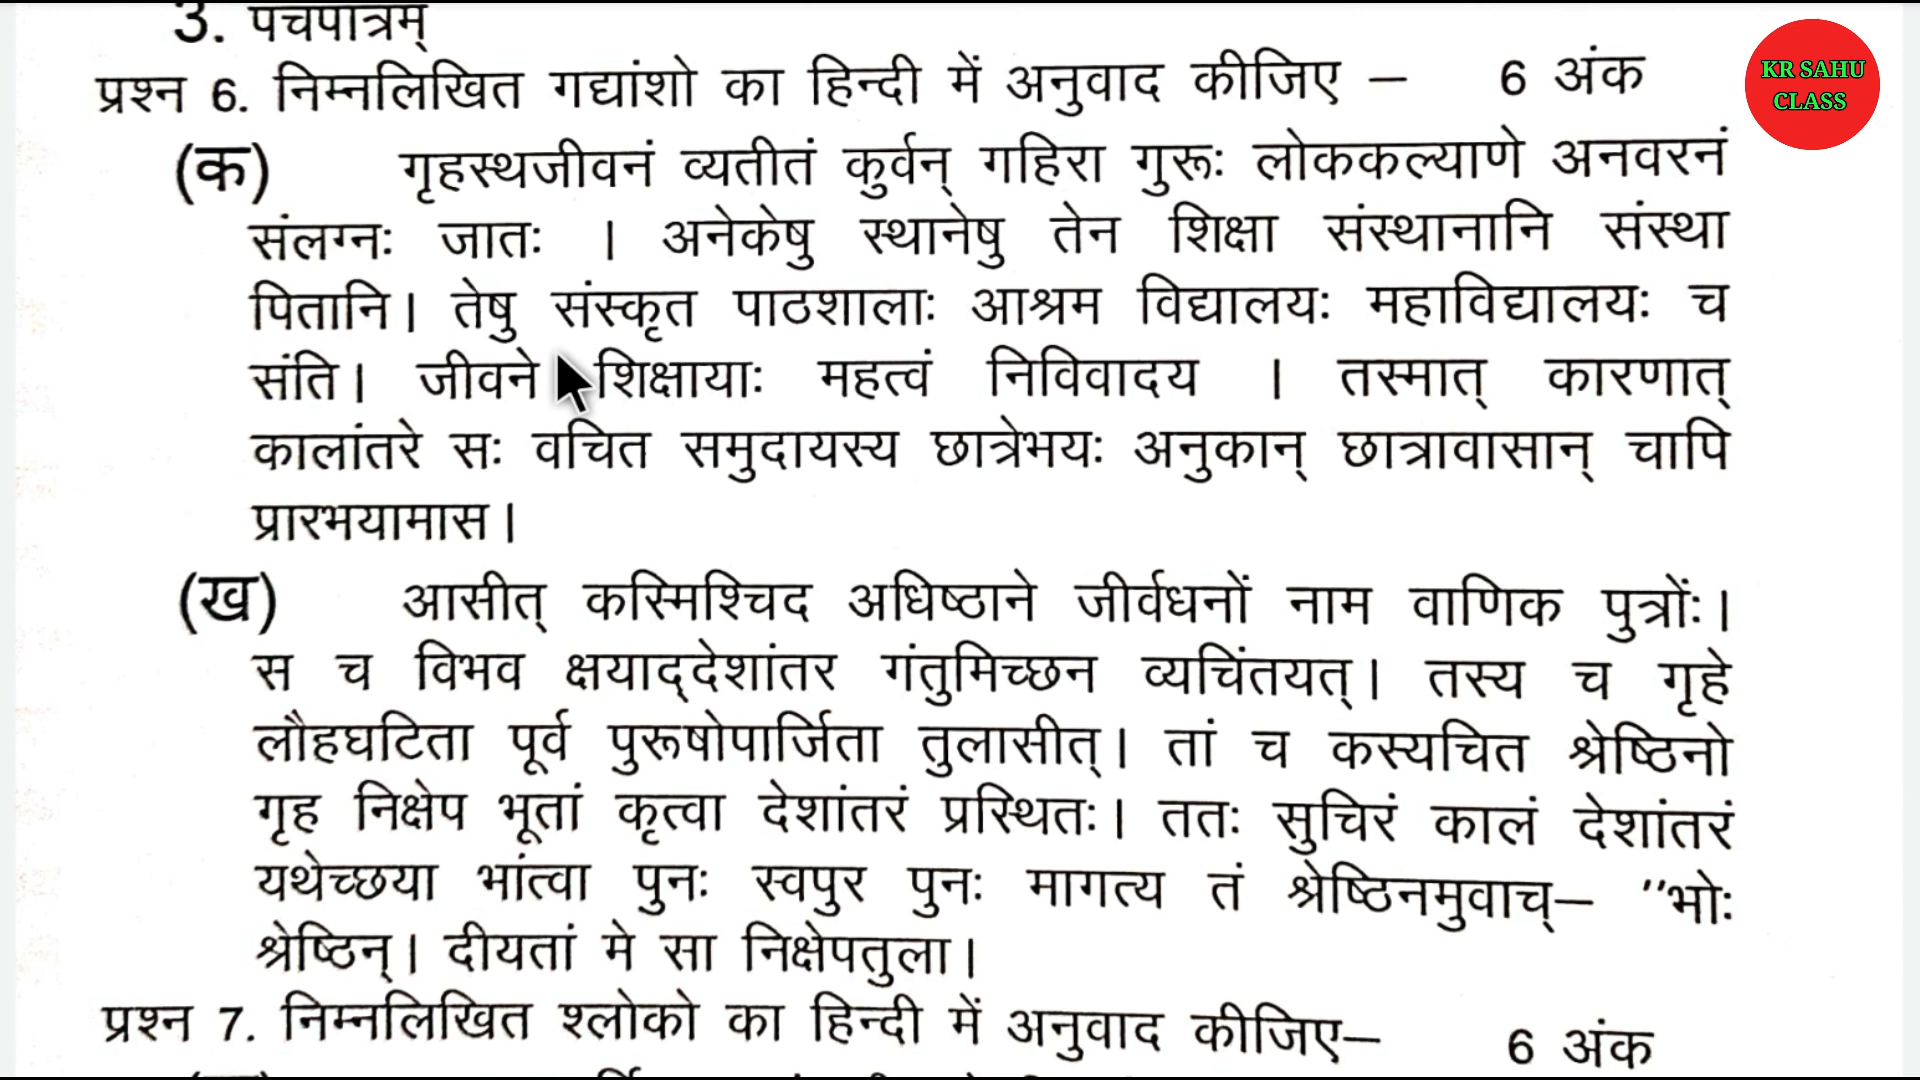 3. पचपात्रम्
प्रश्न 6. निम्नलिखित गद्यांशो का हिन्दी में अनुवाद कीजिए – 6 अंक
KR SAHU
CLASS
(क) गृहस्थजीवनं व्यतीतं कुर्वन् गहिरा गुरूः लोककल्याणे अनवरनं
संलग्नः जातः । अनेकेषु स्थानेषु तेन शिक्षा संस्थानानि संस्था
पितानि। तेषु संस्कृत पाठशालाः आश्रम विद्यालयः महाविद्यालयः च
संति। जीवने शिक्षायाः महत्वं निविवादय । तस्मात् कारणात्
कालांतरे सः वचित समुदायस्य छात्रेभयः अनुकान् छात्रावासान् चापि
प्रारभयामास।
(ख) आसीत् कस्मिश्चिद अधिष्ठाने जीर्वधनों नाम वाणिक पुत्रोंः।
स च विभव क्षयाद्देशांतर गंतुमिच्छन व्यचिंतयत्। तस्य च गृहे
लौहघटिता पूर्व पुरूषोपार्जिता तुलासीत्। तां च कस्यचित श्रेष्ठिनो
गृह निक्षेप भूतां कृत्वा देशांतरं प्रस्थितः। ततः सुचिरं कालं देशांतरं
यथेच्छया भांत्वा पुनः स्वपुर पुनः मागत्य तं श्रेष्ठिनमुवाच्– ''भोः
श्रेष्ठिन्। दीयतां मे सा निक्षेपतुला।
प्रश्न 7. निम्नलिखित श्लोको का हिन्दी में अनुवाद कीजिए– 6 अंक